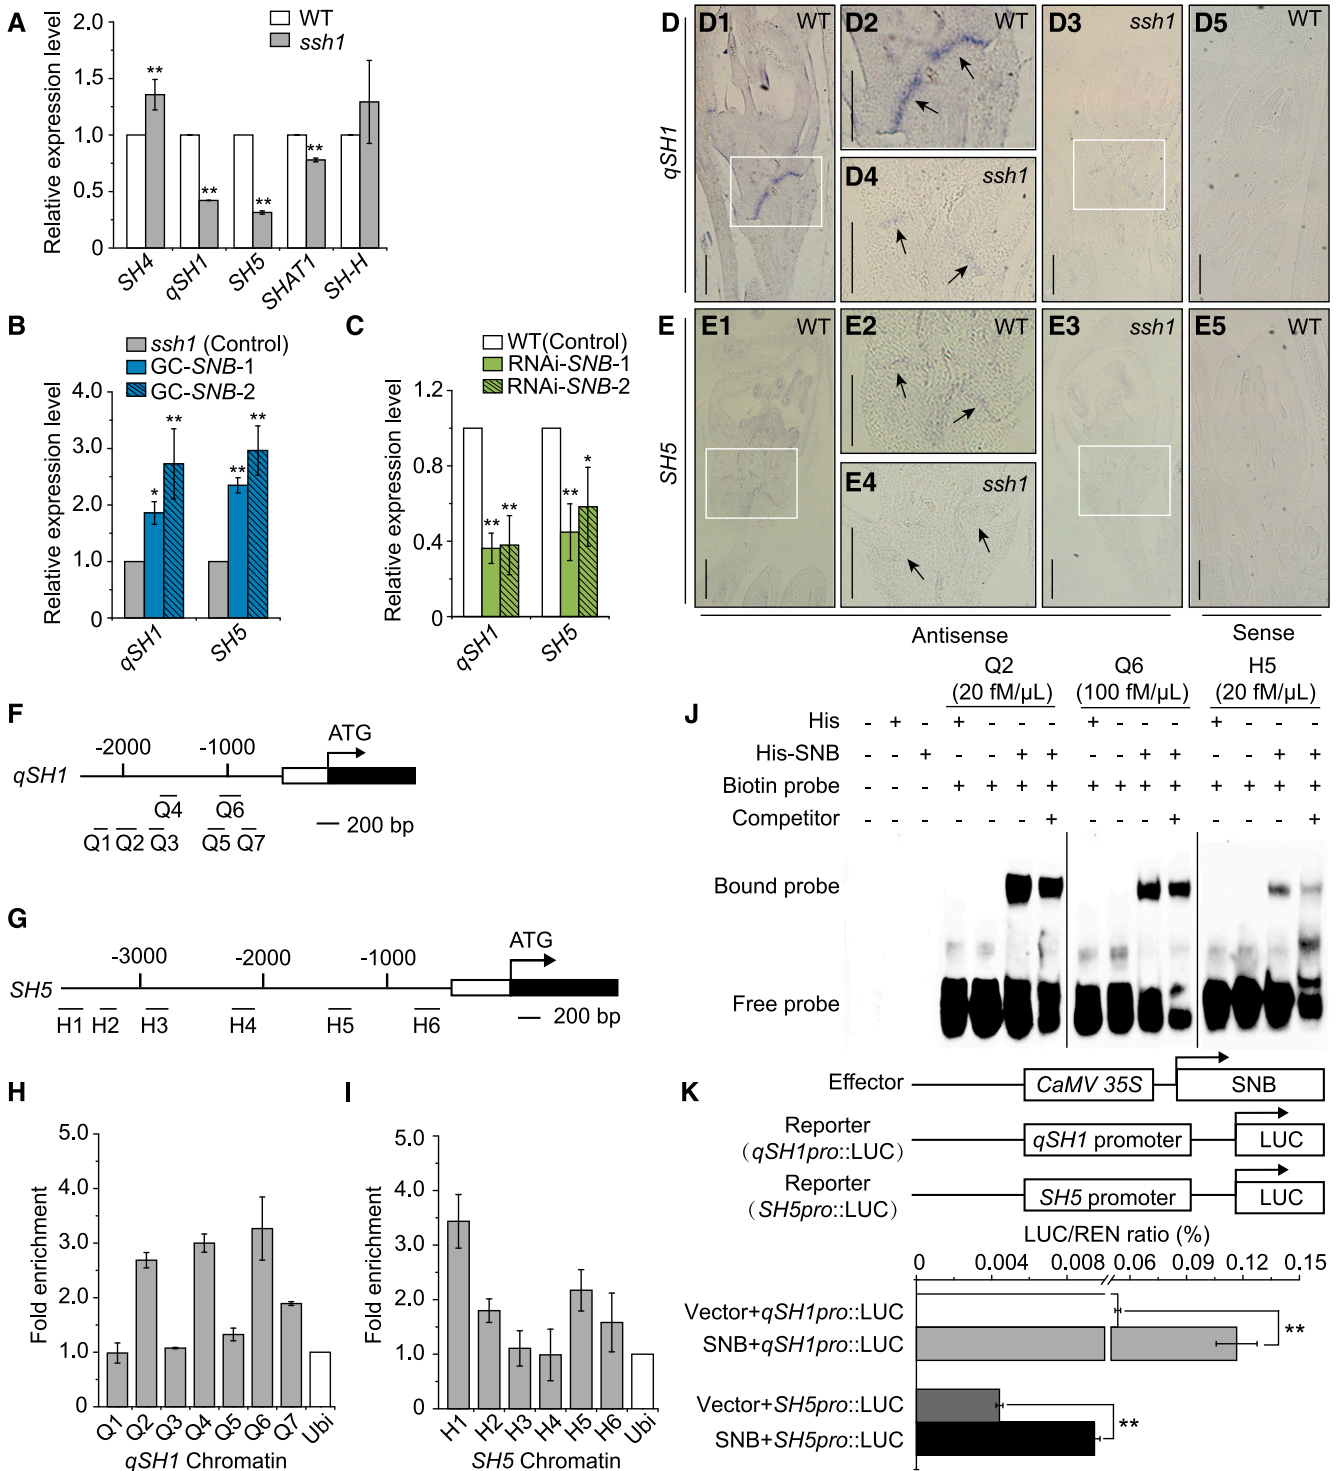 A
WT
ssh1
Relative expression level
2.0
1.5
1.0
0.5
0
** ** ** **
SH4 qSH1 SH5 SHAT1 SH-H
B
ssh1 (Control)
GC-SNB-1
GC-SNB-2
Relative expression level
4.0
3.0
2.0
1.0
0
* ** ** **
qSH1 SH5
C
WT(Control)
RNAi-SNB-1
RNAi-SNB-2
Relative expression level
1.2
0.8
0.4
0
** ** ** *
qSH1 SH5
D
qSH1
D1 WT
D2
D3 ssh1
D4 ssh1
D5 WT
E
SH5
E1 WT
E2 WT
E3 ssh1
E4 ssh1
E5 WT
Antisense
Sense
F
-2000 -1000 ATG
qSH1
Q4 Q6
Q1 Q2 Q3 Q5 Q7
200 bp
G
-3000 -2000 -1000 ATG
SH5
H1 H2 H3 H4 H5 H6
200 bp
H
Fold enrichment
5.0
4.0
3.0
2.0
1.0
0
Q1 Q2 Q3 Q4 Q5 Q6 Q7 Ubi
qSH1 Chromatin
I
Fold enrichment
5.0
4.0
3.0
2.0
1.0
0
H1 H2 H3 H4 H5 H6 Ubi
SH5 Chromatin
J
Q2 Q6 H5
(20 fM/μL) (100 fM/μL) (20 fM/μL)
His - + - + - - - + - - - + - - -
His-SNB - - + - - + + - - + + - - + +
Biotin probe - - - + + + + + + + + + + + +
Competitor - - - - - - + - - - + - - - +
Bound probe
Free probe
K
Effector CaMV 35S SNB
Reporter
(qSH1pro::LUC) qSH1 promoter LUC
Reporter
(SH5pro::LUC) SH5 promoter LUC
LUC/REN ratio (%)
0 0.004 0.008 0.06 0.09 0.12 0.15
Vector+qSH1pro::LUC
SNB+qSH1pro::LUC
**
Vector+SH5pro::LUC
SNB+SH5pro::LUC
**